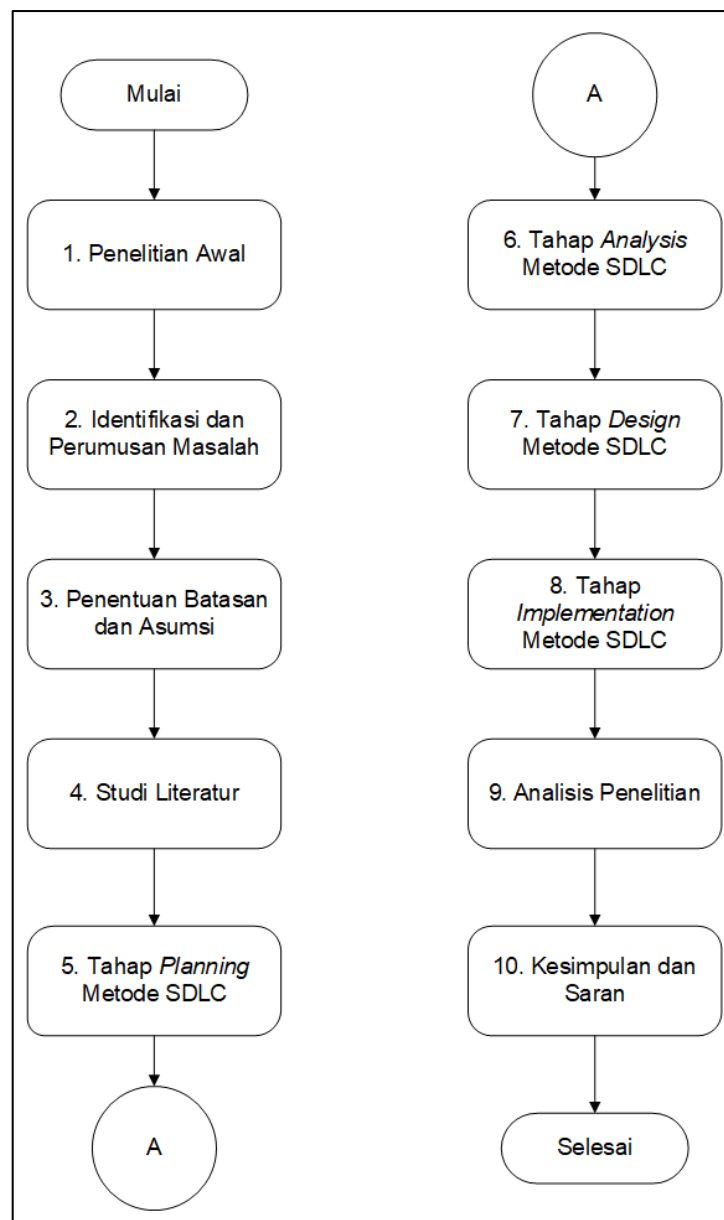 Mulai
1. Penelitian Awal
2. Identifikasi dan
Perumusan Masalah
3. Penentuan Batasan
dan Asumsi
4. Studi Literatur
5. Tahap Planning
Metode SDLC
A
A
6. Tahap Analysis
Metode SDLC
7. Tahap Design
Metode SDLC
8. Tahap
Implementation
Metode SDLC
9. Analisis Penelitian
10. Kesimpulan dan
Saran
Selesai